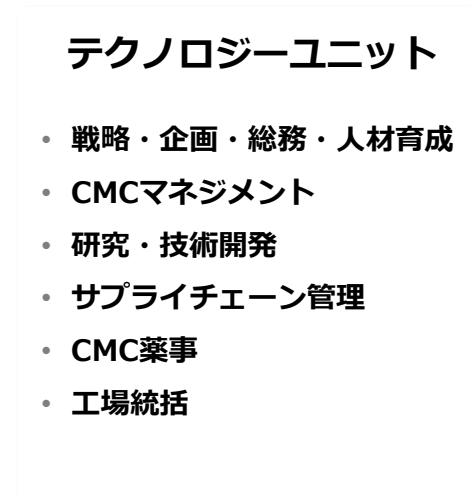 テクノロジーユニット
• 戦略・企画・総務・人材育成
• CMCマネジメント
• 研究・技術開発
• サプライチェーン管理
• CMC薬事
• 工場統括